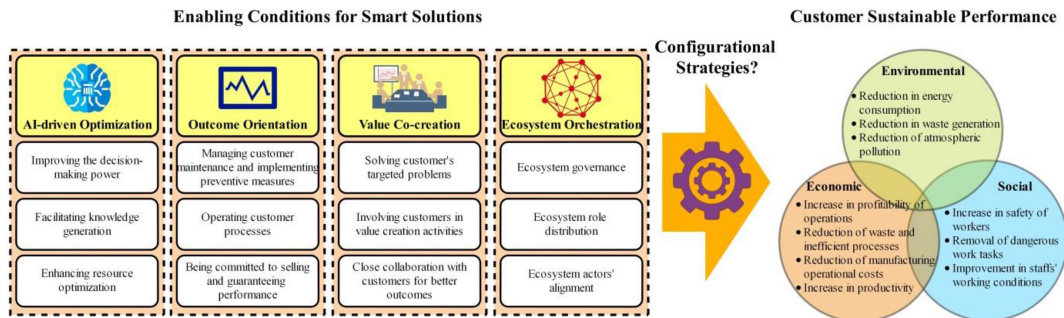 Enabling Conditions for Smart Solutions
AI-driven Optimization
Improving the decision-
making power
Facilitating knowledge
generation
Enhancing resource
optimization
Outcome Orientation
Managing customer
maintenance and implementing
preventive measures
Operating customer
processes
Being committed to selling
and guaranteeing
performance
Value Co-creation
Solving customer's
targeted problems
Involving customers in
value creation activities
Close collaboration with
customers for better
outcomes
Ecosystem Orchestration
Ecosystem governance
Ecosystem role
distribution
Ecosystem actors'
alignment
Configurational
Strategies?
Customer Sustainable Performance
Environmental
• Reduction in energy
consumption
• Reduction in waste generation
• Reduction of atmospheric
pollution
Economic
• Increase in profitability of
operations
• Reduction of waste and
inefficient processes
• Reduction of manufacturing
operational costs
• Increase in productivity
Social
• Increase in safety of
workers
• Removal of dangerous
work tasks
• Improvement in staffs'
working conditions